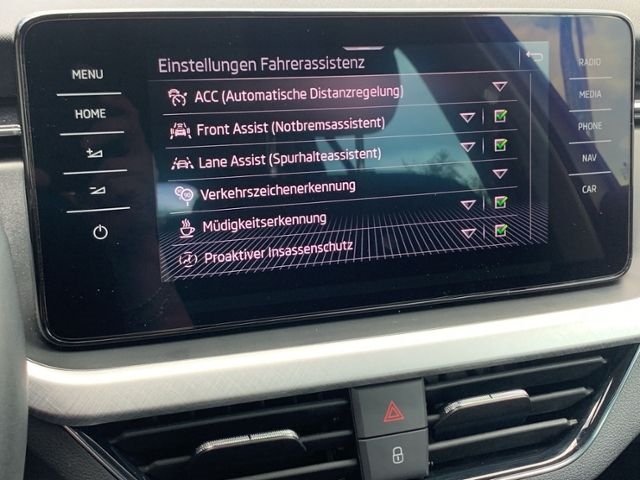 Einstellungen Fahrerassistenz
ACC (Automatische Distanzregelung)
Front Assist (Notbremsassistent)
Lane Assist (Spurhalteassistent)
Verkehrszeichenerkennung
Müdigkeitserkennung
Proaktiver Insassenschutz
MENU
HOME
RADIO
MEDIA
PHONE
NAV
CAR